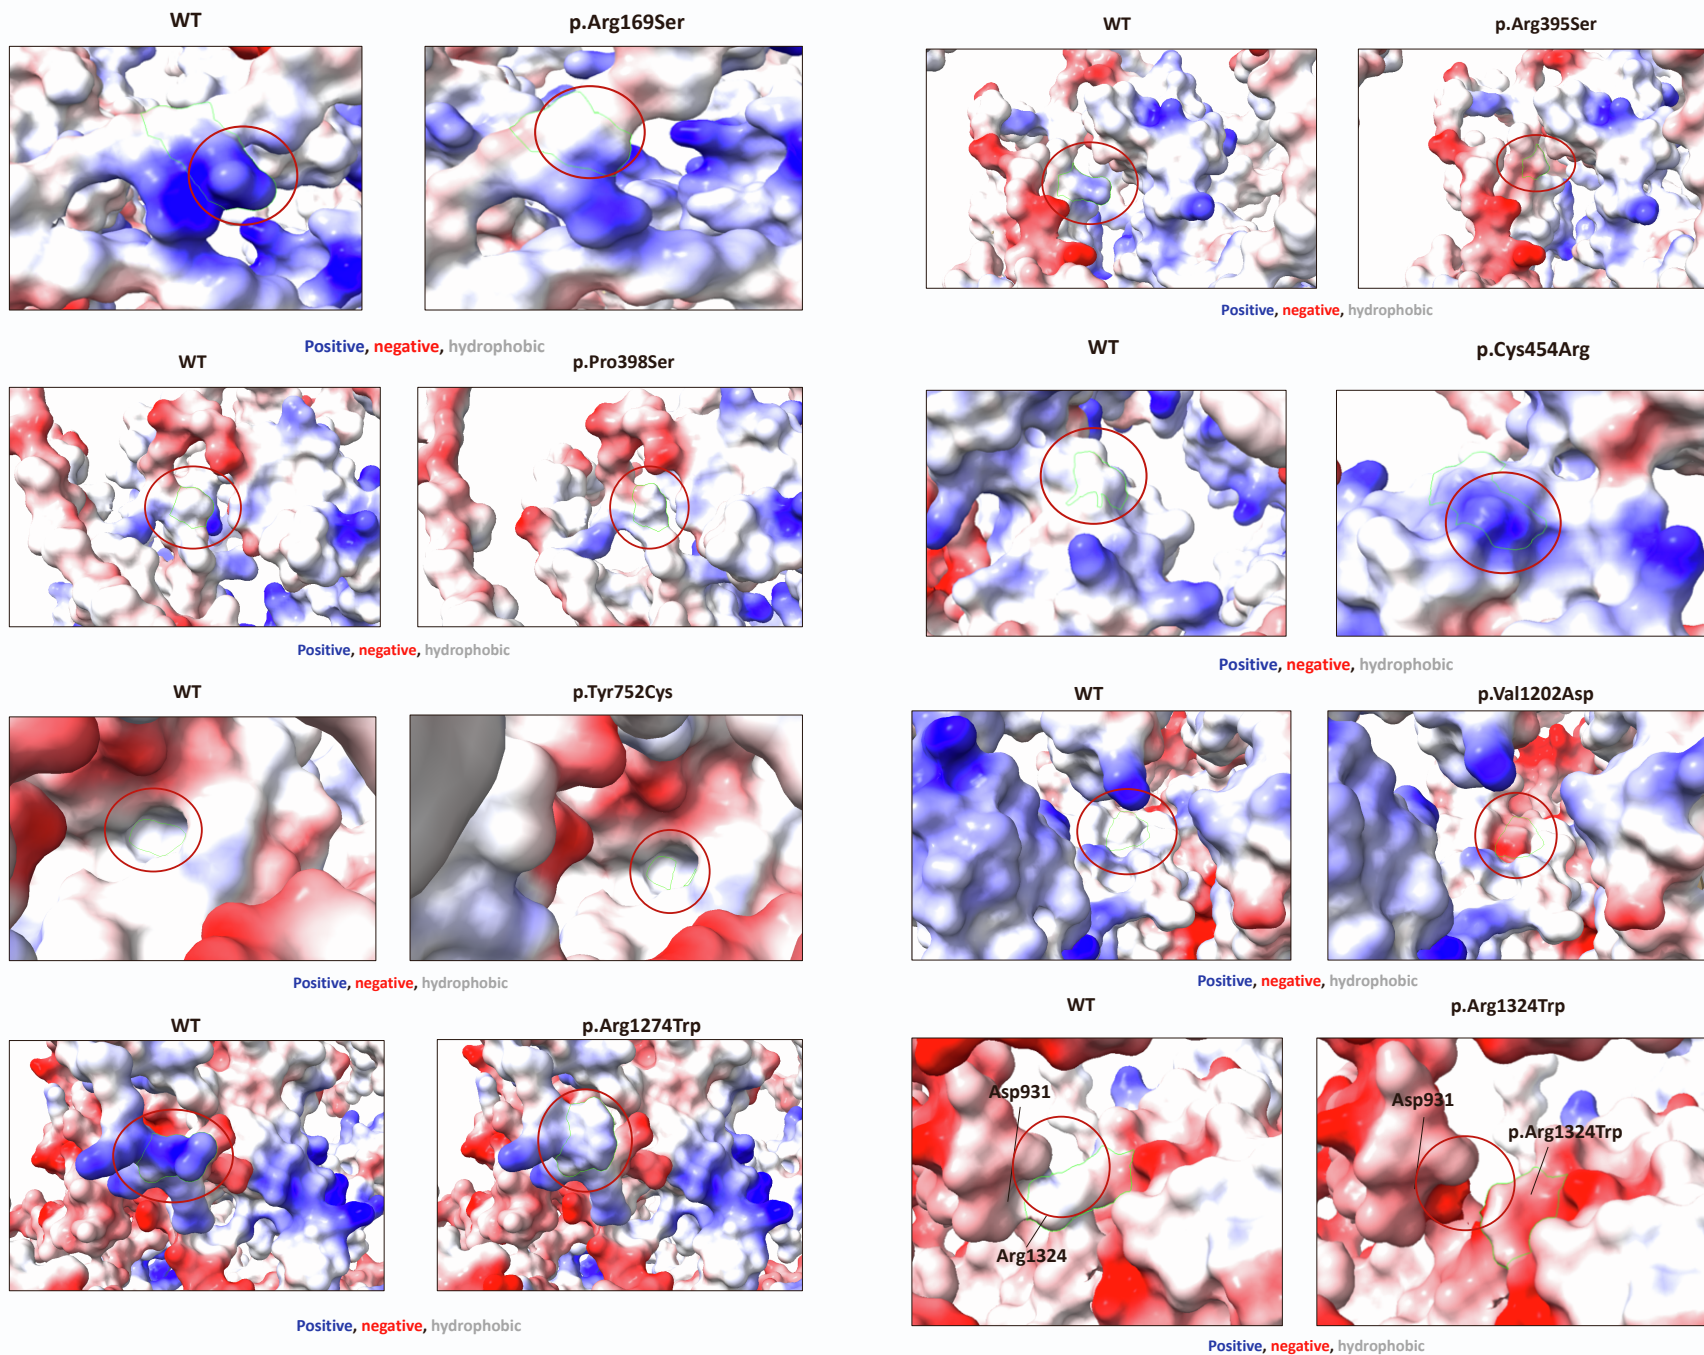 WT
p.Arg169Ser
Positive, negative, hydrophobic
WT
p.Arg395Ser
Positive, negative, hydrophobic
WT
p.Pro398Ser
Positive, negative, hydrophobic
WT
p.Cys454Arg
Positive, negative, hydrophobic
WT
p.Tyr752Cys
Positive, negative, hydrophobic
WT
p.Val1202Asp
Positive, negative, hydrophobic
WT
p.Arg1274Trp
Positive, negative, hydrophobic
WT
p.Arg1324Trp
Asp931
Arg1324
Asp931
p.Arg1324Trp
Positive, negative, hydrophobic